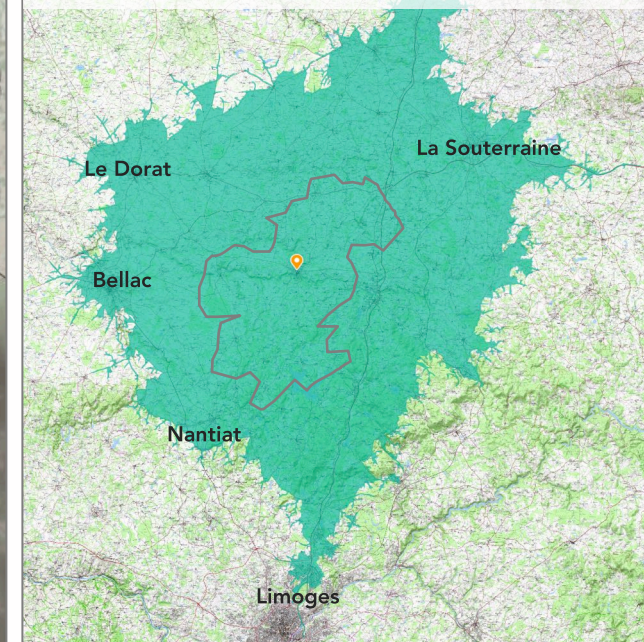 La Souterraine
Le Dorat
Bellac
Nantiat
Limoges